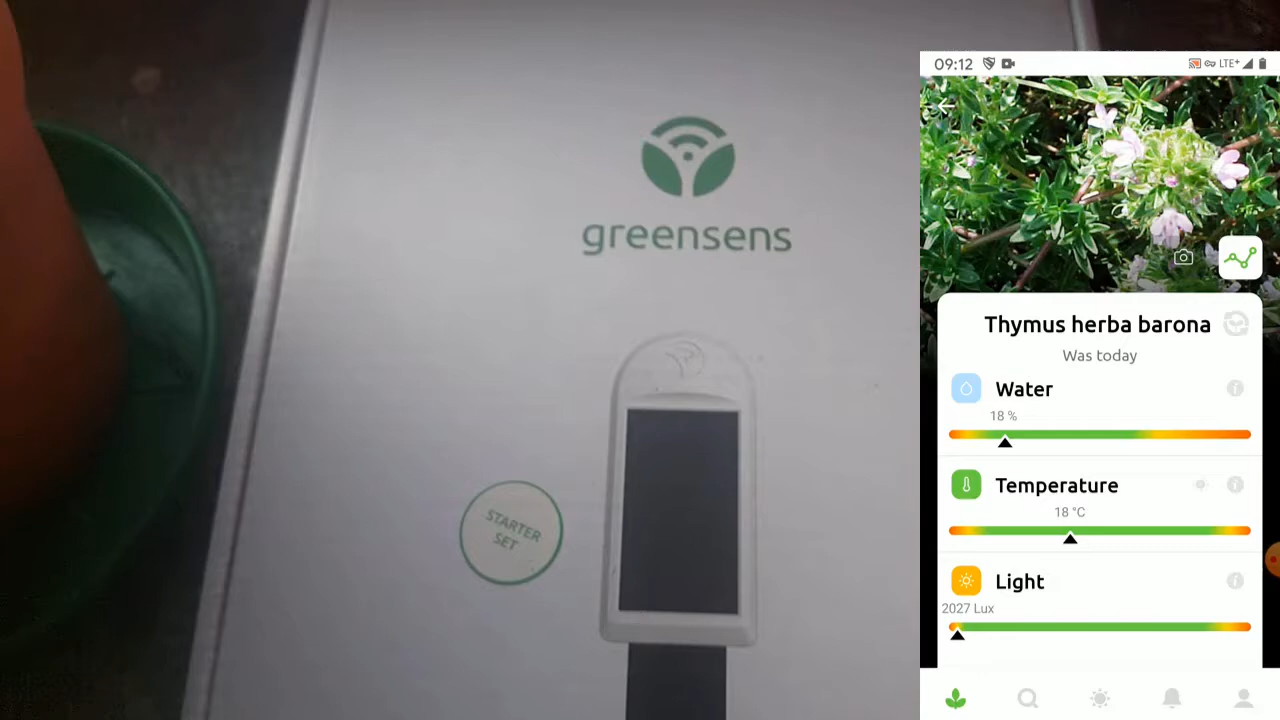 greensens
STARTER
SET
09:12
LTE+
Thymus herba barona
Was today
Water
18 %
Temperature
18 °C
Light
2027 Lux